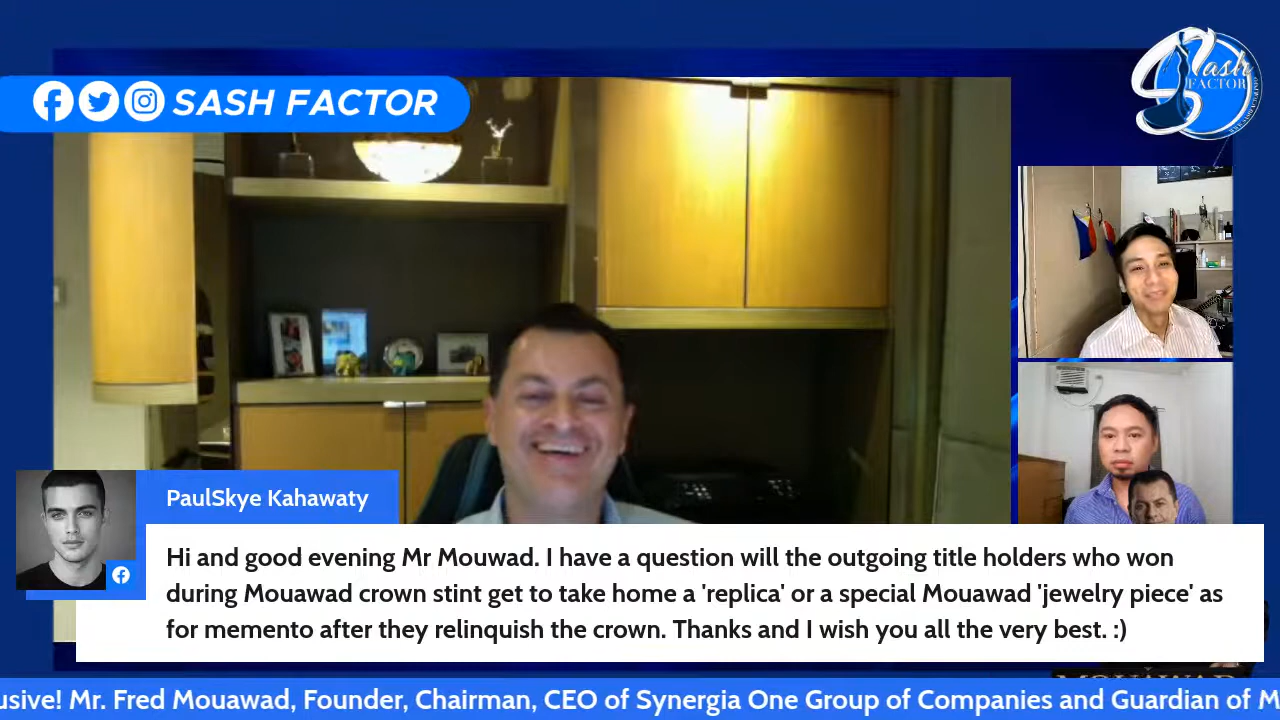 SASH FACTOR
Sash
FACTOR
PaulSkye Kahawaty
Hi and good evening Mr Mouwad. I have a question will the outgoing title holders who won
during Mouawad crown stint get to take home a 'replica' or a special Mouawad 'jewelry piece' as
for memento after they relinquish the crown. Thanks and I wish you all the very best. :)
MOUAWAD
usive! Mr. Fred Mouawad, Founder, Chairman, CEO of Synergia One Group of Companies and Guardian of M